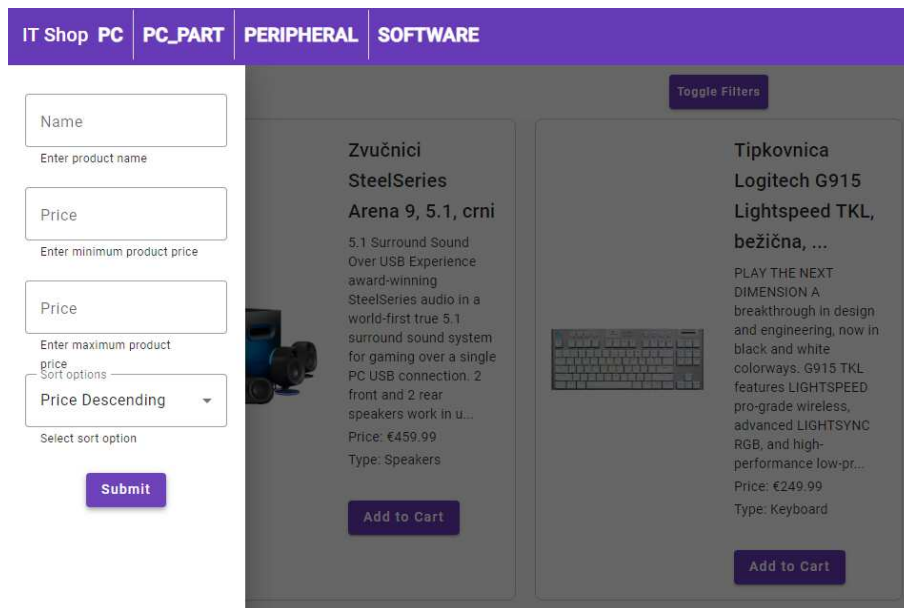 IT Shop PC PC_PART PERIPHERAL SOFTWARE
Name
Enter product name
Price
Enter minimum product price
Price
Enter maximum product
price
Sort options
Price Descending
Select sort option
Submit
Toggle Filters
Zvučnici
SteelSeries
Arena 9, 5.1, crni
5.1 Surround Sound
Over USB Experience
award-winning
SteelSeries audio in a
world-first true 5.1
surround sound system
for gaming over a single
PC USB connection. 2
front and 2 rear
speakers work in u...
Price: €459.99
Type: Speakers
Add to Cart
Tipkovnica
Logitech G915
Lightspeed TKL,
bežična, ...
PLAY THE NEXT
DIMENSION A
breakthrough in design
and engineering, now in
black and white
colorways. G915 TKL
features LIGHTSPEED
pro-grade wireless,
advanced LIGHTSYNC
RGB, and high-
performance low-pr...
Price: €249.99
Type: Keyboard
Add to Cart